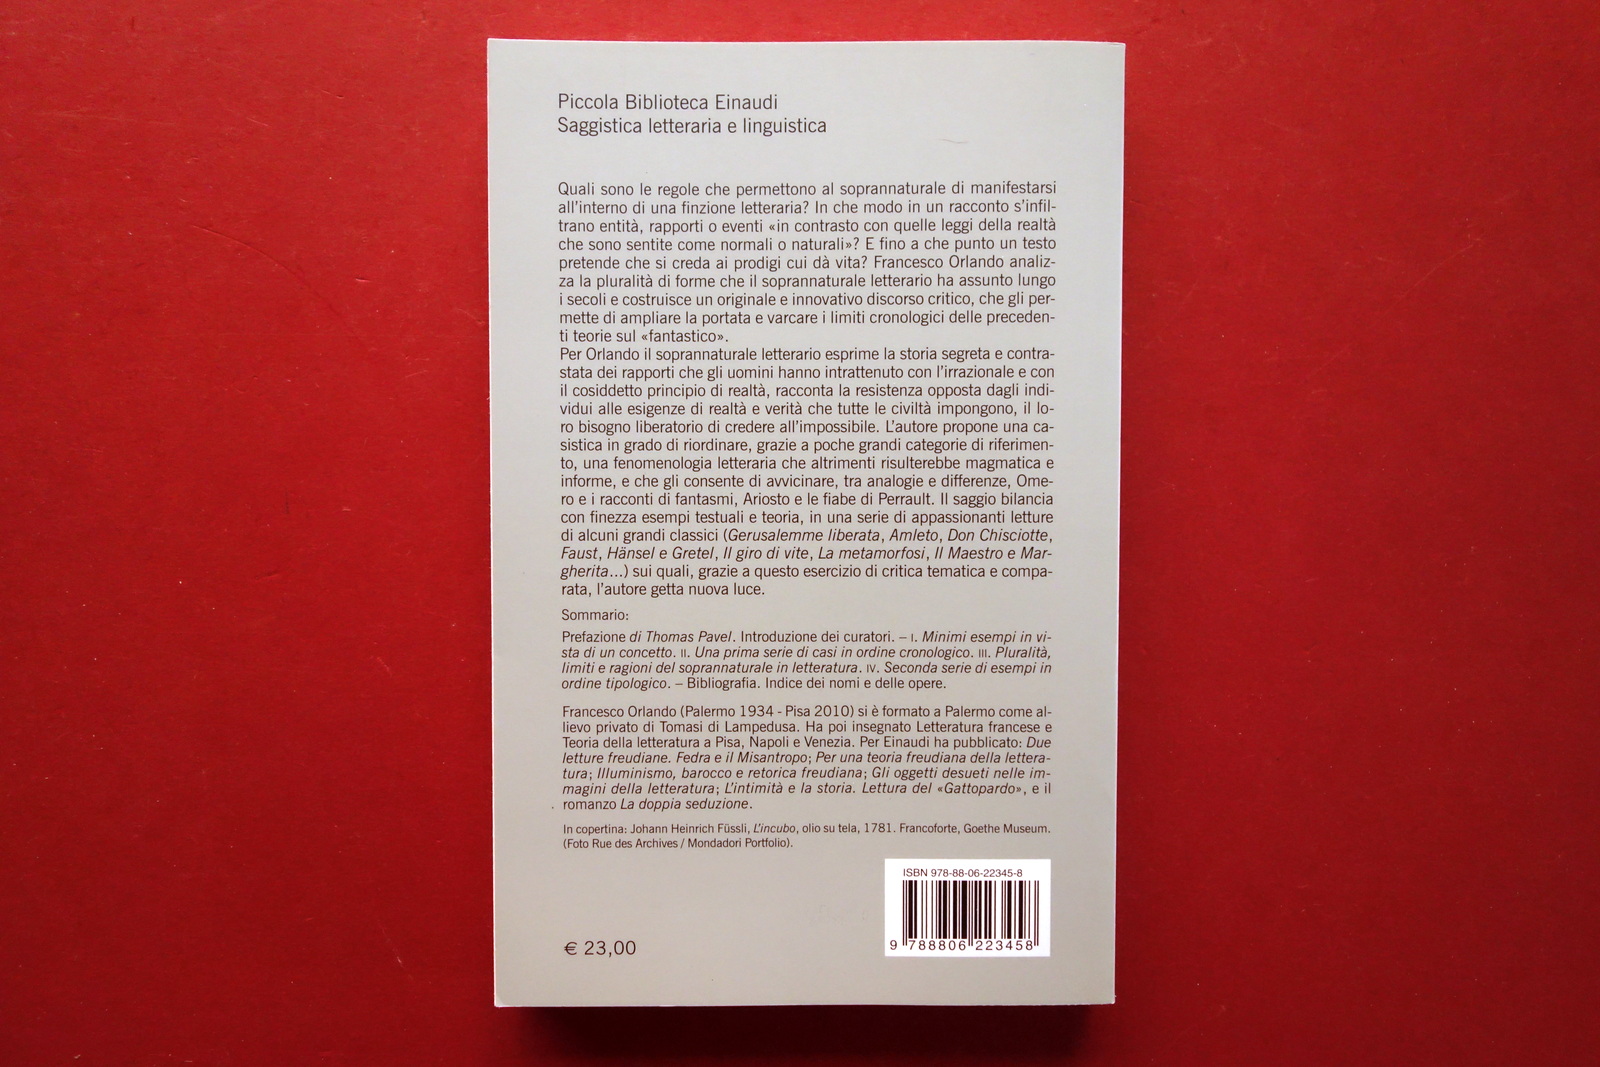 Piccola Biblioteca Einaudi
Saggistica letteraria e linguistica
Quali sono le regole che permettono al soprannaturale di manifestarsi
all'interno di una finzione letteraria? In che modo in un racconto s'infil-
trano entità, rapporti o eventi «in contrasto con quelle leggi della realtà
che sono sentite come normali o naturali»? E fino a che punto un testo
pretende che si creda ai prodigi cui dà vita? Francesco Orlando analiz-
za la pluralità di forme che il soprannaturale letterario ha assunto lungo
i secoli e costruisce un originale e innovativo discorso critico, che gli per-
mette di ampliare la portata e varcare i limiti cronologici delle preceden-
ti teorie sul «fantastico».
Per Orlando il soprannaturale letterario esprime la storia segreta e contra-
stata dei rapporti che gli uomini hanno intrattenuto con l'irrazionale e con
il cosiddetto principio di realtà, racconta la resistenza opposta dagli indi-
vidui alle esigenze di realtà e verità che tutte le civiltà impongono, il lo-
ro bisogno liberatorio di credere all'impossibile. L'autore propone una ca-
sistica in grado di riordinare, grazie a poche grandi categorie di riferimen-
to, una fenomenologia letteraria che altrimenti risulterebbe magmatica e
informe, e che gli consente di avvicinare, tra analogie e differenze, Ome-
ro e i racconti di fantasmi, Ariosto e le fiabe di Perrault. Il saggio bilancia
con finezza esempi testuali e teoria, in una serie di appassionanti letture
di alcuni grandi classici (Gerusalemme liberata, Amleto, Don Chisciotte,
Faust, Hänsel e Gretel, Il giro di vite, La metamorfosi, Il Maestro e Mar-
gherita...) sui quali, grazie a questo esercizio di critica tematica e compa-
rata, l'autore getta nuova luce.
Sommario:
Prefazione di Thomas Pavel. Introduzione dei curatori. – I. Minimi esempi in vi-
sta di un concetto. II. Una prima serie di casi in ordine cronologico. III. Pluralità,
limiti e ragioni del soprannaturale in letteratura. IV. Seconda serie di esempi in
ordine tipologico. – Bibliografia. Indice dei nomi e delle opere.
Francesco Orlando (Palermo 1934 - Pisa 2010) si è formato a Palermo come al-
lievo privato di Tomasi di Lampedusa. Ha poi insegnato Letteratura francese e
Teoria della letteratura a Pisa, Napoli e Venezia. Per Einaudi ha pubblicato: Due
letture freudiane. Fedra e il Misantropo; Per una teoria freudiana della lettera-
tura; Illuminismo, barocco e retorica freudiana; Gli oggetti desueti nelle im-
magini della letteratura; L'intimità e la storia. Lettura del «Gattopardo», e il
romanzo La doppia seduzione.
In copertina: Johann Heinrich Füssli, L'incubo, olio su tela, 1781. Francoforte, Goethe Museum.
(Foto Rue des Archives / Mondadori Portfolio).
ISBN 978-88-06-22345-8
9 788806 223458
€ 23,00